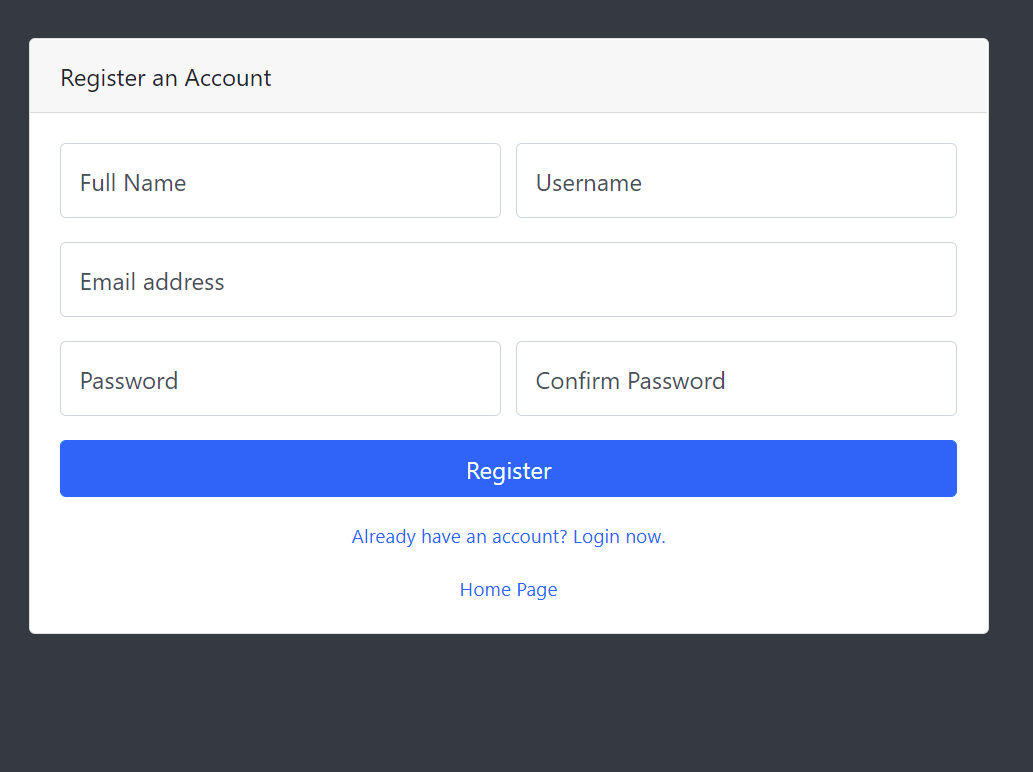 Register an Account
Full Name
Username
Email address
Password
Confirm Password
Register
Already have an account? Login now.
Home Page